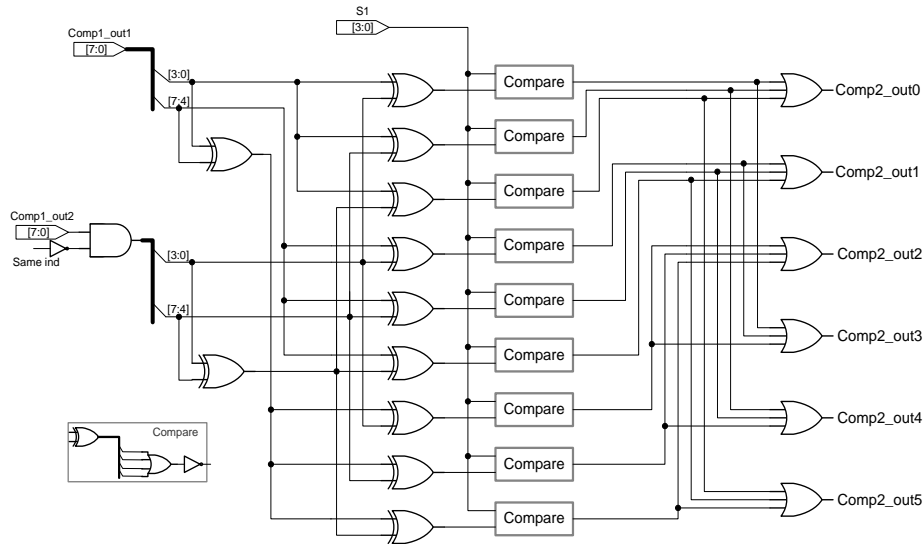 S1
[3:0]
Comp1_out1
[7:0]
[3:0]
[7:4]
Compare
Comp2_out0
Compare
Compare
Comp2_out1
Comp1_out2
[7:0]
Same ind
[3:0]
[7:4]
Compare
Comp2_out2
Compare
Compare
Comp2_out3
Compare
Comp2_out4
Compare
Compare
Compare
Comp2_out5